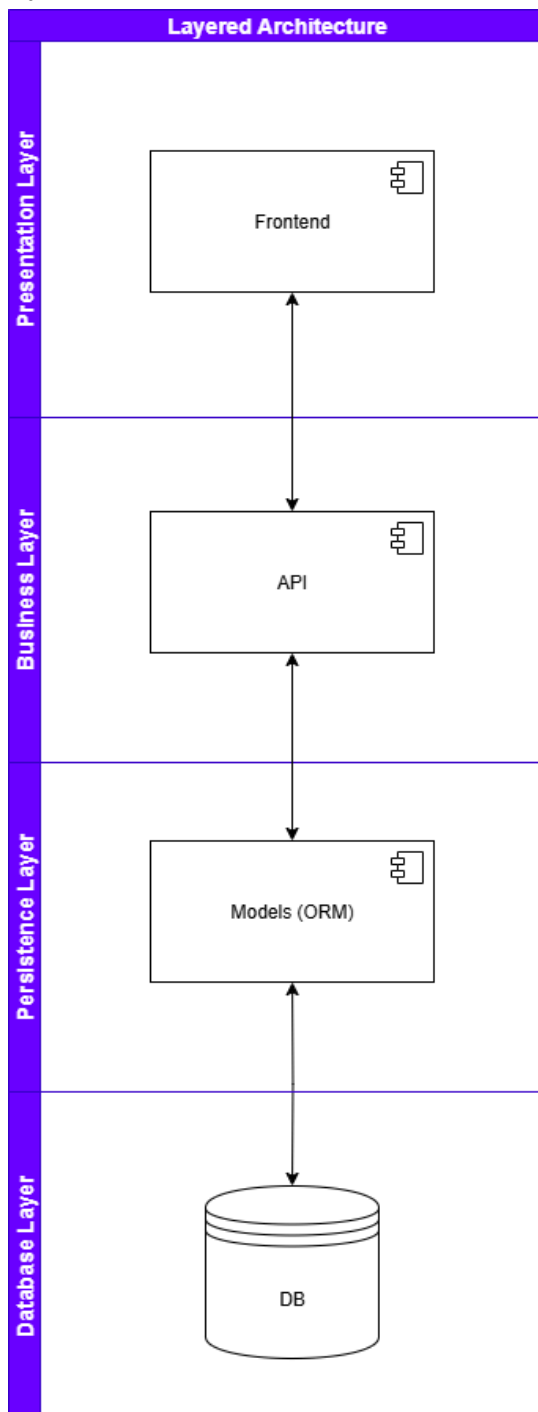 Layered Architecture
Presentation Layer
Frontend
Business Layer
API
Persistence Layer
Models (ORM)
Database Layer
DB